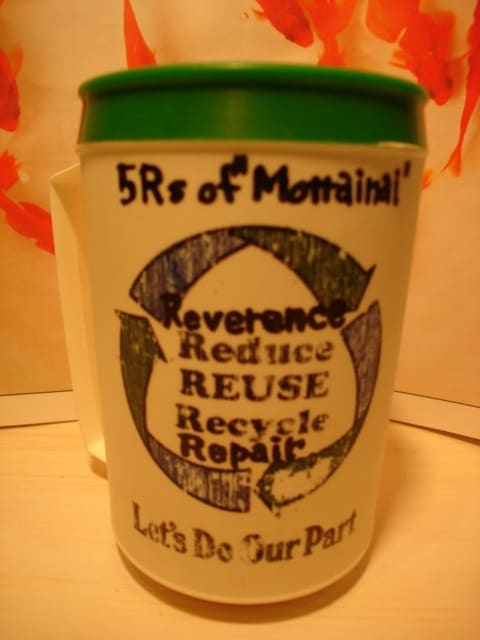 5Rs of "Mottainai"
Reverence
Reduce
REUSE
Recycle
Repair
Let's Do Our Part